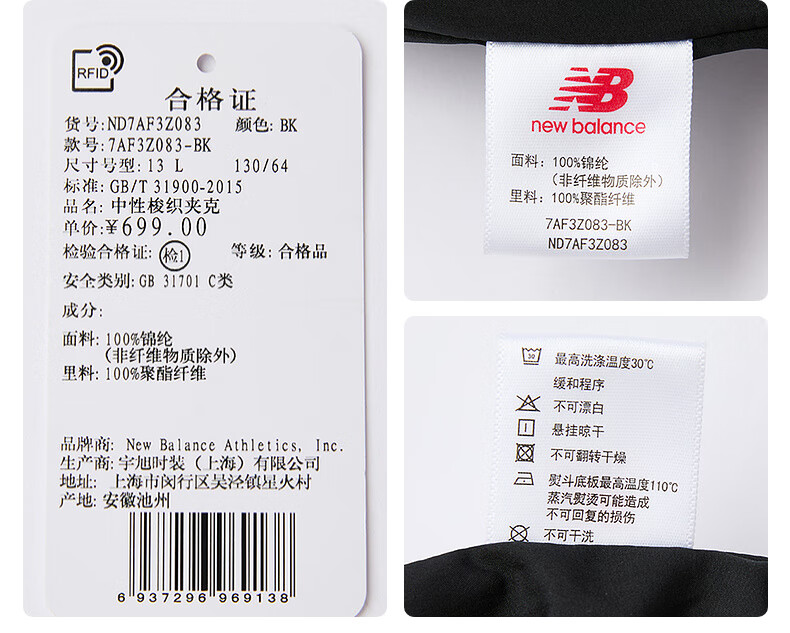 RFID
合格证
货号: ND7AF3Z083 颜色: BK
款号: 7AF3Z083-BK
尺寸号型: 13 L 130/64
标准: GB/T 31900-2015
品名: 中性梭织夹克
单价: ¥699.00
检验合格证: 检1 等级: 合格品
安全类别: GB 31701 C类
成分:
面料: 100%锦纶
(非纤维物质除外)
里料: 100%聚酯纤维
品牌商: New Balance Athletics, Inc.
生产商: 宇旭时装（上海）有限公司
地址: 上海市闵行区吴泾镇星火村
产地: 安徽池州
6 937296 969138
NB
new balance
面料: 100%锦纶
(非纤维物质除外)
里料: 100%聚酯纤维
7AF3Z083-BK
ND7AF3Z083
30 最高洗涤温度30℃
缓和程序
不可漂白
悬挂晾干
不可翻转干燥
熨斗底板最高温度110℃
蒸汽熨烫可能造成
不可回复的损伤
不可干洗